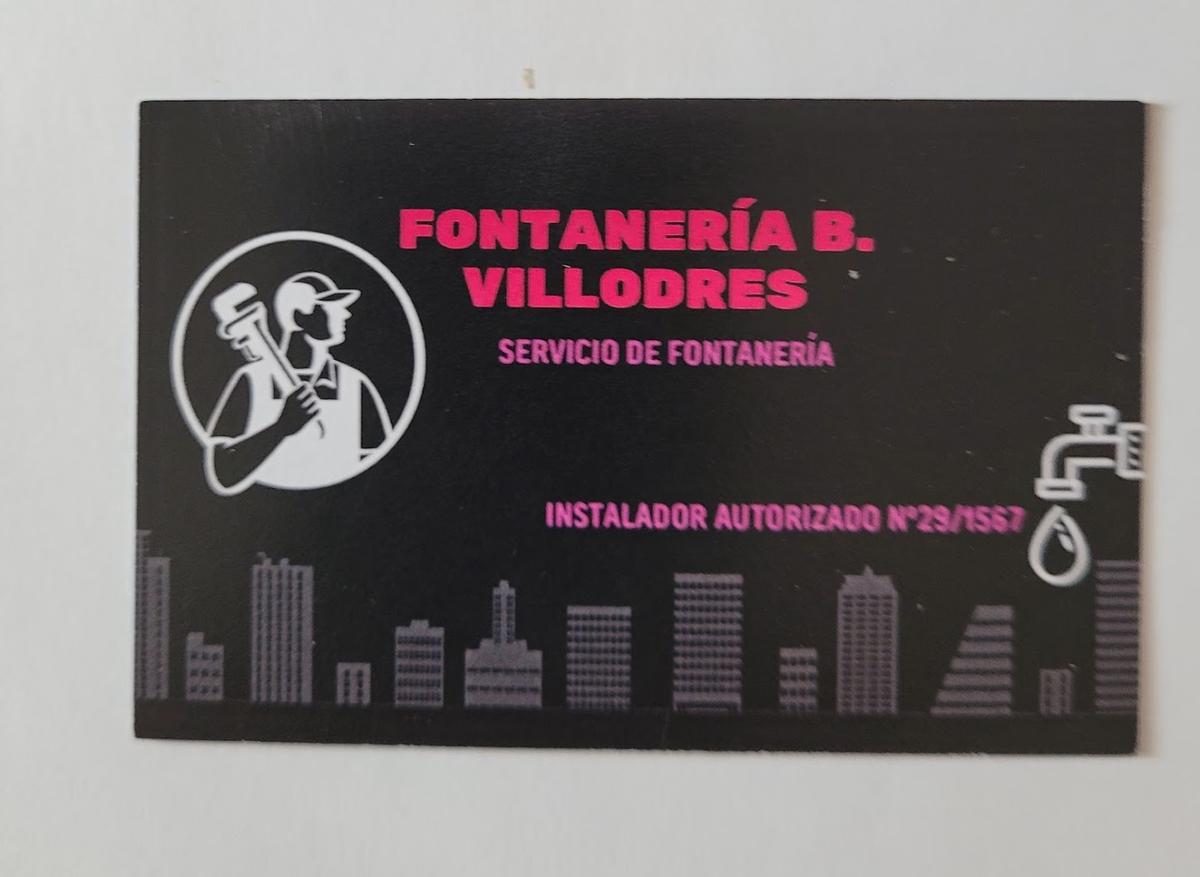 FONTANERÍA B.
VILLODRES
SERVICIO DE FONTANERÍA
INSTALADOR AUTORIZADO Nº29/1567